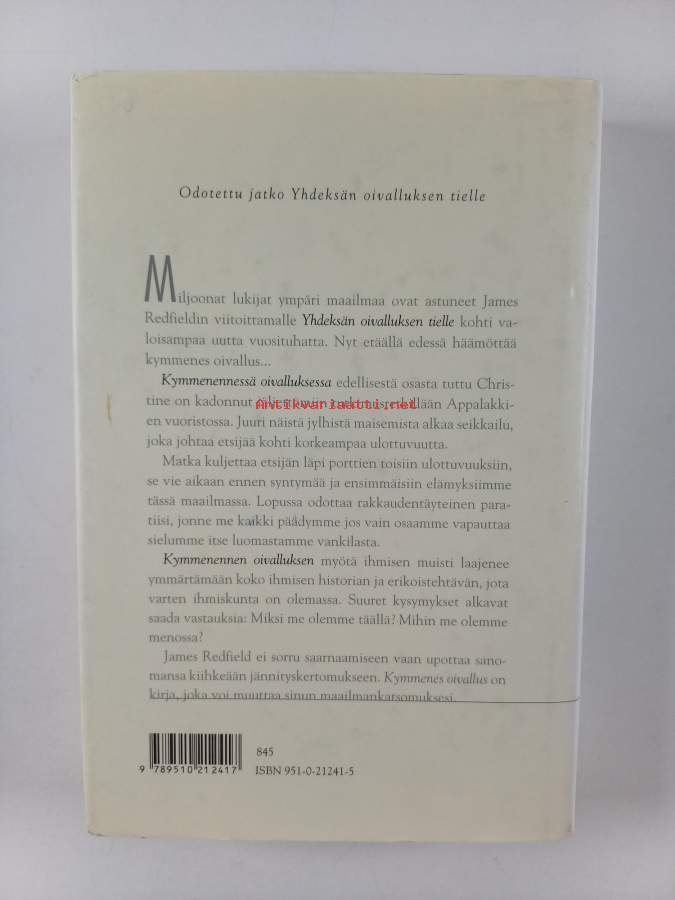 Odotettu jatko Yhdeksän oivalluksen tielle
Miljoonat lukijat ympäri maailmaa ovat astuneet James
Redfieldin viitoittamalle Yhdeksän oivalluksen tielle kohti va-
loisampaa uutta vuosituhatta. Nyt etäällä edessä häämöttää
kymmenes oivallus...
Kymmenennessä oivalluksessa edellisestä osasta tuttu Chris-
tine on kadonnut
antikvariaattui.net
Appalakki-
en vuoristossa. Juuri näistä jylhistä maisemista alkaa seikkailu,
joka johtaa etsijää kohti korkeampaa ulottuvuutta.
Matka kuljettaa etsijän läpi porttien toisiin ulottuvuuksiin,
se vie aikaan ennen syntymää ja ensimmäisiin elämyksiimme
tässä maailmassa. Lopussa odottaa rakkaudentäyteinen para-
tiisi, jonne me kaikki päädymme jos vain osaamme vapauttaa
sielumme itse luomastamme vankilasta.
Kymmenennen oivalluksen myötä ihmisen muisti laajenee
ymmärtämään koko ihmisen historian ja erikoistehtävän, jota
varten ihmiskunta on olemassa. Suuret kysymykset alkavat
saada vastauksia: Miksi me olemme täällä? Mihin me olemme
menossa?
James Redfield ei sorru saarnaamiseen vaan upottaa sano-
mansa kiihkeään jännityskertomukseen. Kymmenes oivallus on
kirja, joka voi muuttaa sinun maailmankatsomuksesi.
845
9 789510 212417
ISBN 951-0-21241-5